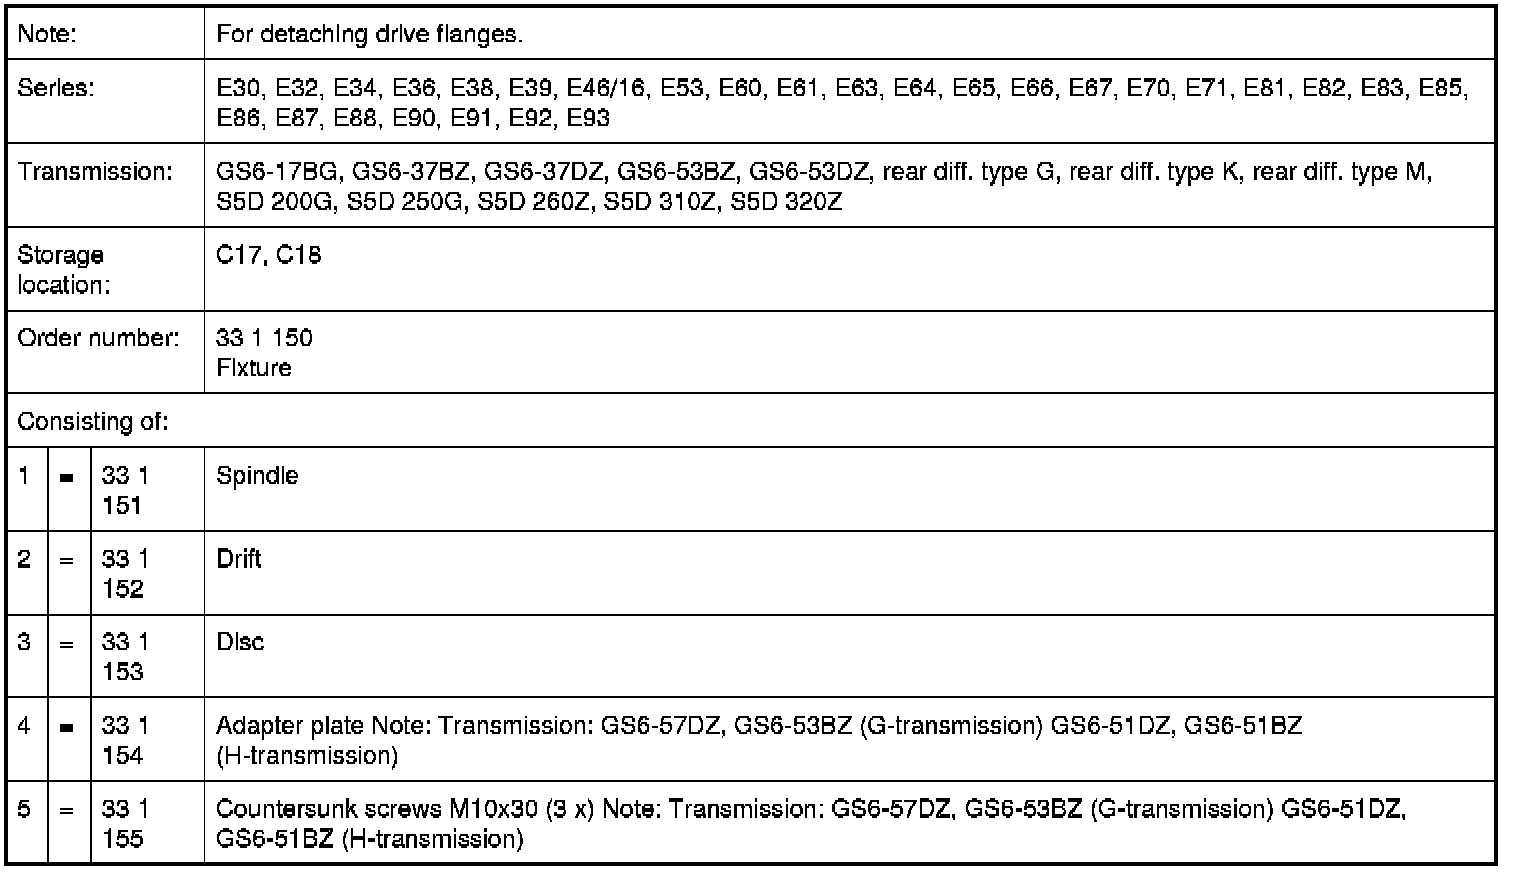 Note: For detaching drive flanges.
Series: E30, E32, E34, E36, E38, E39, E46/16, E53, E60, E61, E63, E64, E65, E66, E67, E70, E71, E81, E82, E83, E85,
E86, E87, E88, E90, E91, E92, E93
Transmission: GS6-17BG, GS6-37BZ, GS6-37DZ, GS6-53BZ, GS6-53DZ, rear diff. type G, rear diff. type K, rear diff. type M,
S5D 200G, S5D 250G, S5D 260Z, S5D 310Z, S5D 320Z
Storage C17, C18
location:
Order number: 33 1 150
Fixture
Consisting of:
1 = 33 1 Spindle
151
2 = 33 1 Drift
152
3 = 33 1 Disc
153
4 = 33 1 Adapter plate Note: Transmission: GS6-57DZ, GS6-53BZ (G-transmission) GS6-51DZ, GS6-51BZ
154 (H-transmission)
5 = 33 1 Countersunk screws M10x30 (3 x) Note: Transmission: GS6-57DZ, GS6-53BZ (G-transmission) GS6-51DZ,
155 GS6-51BZ (H-transmission)